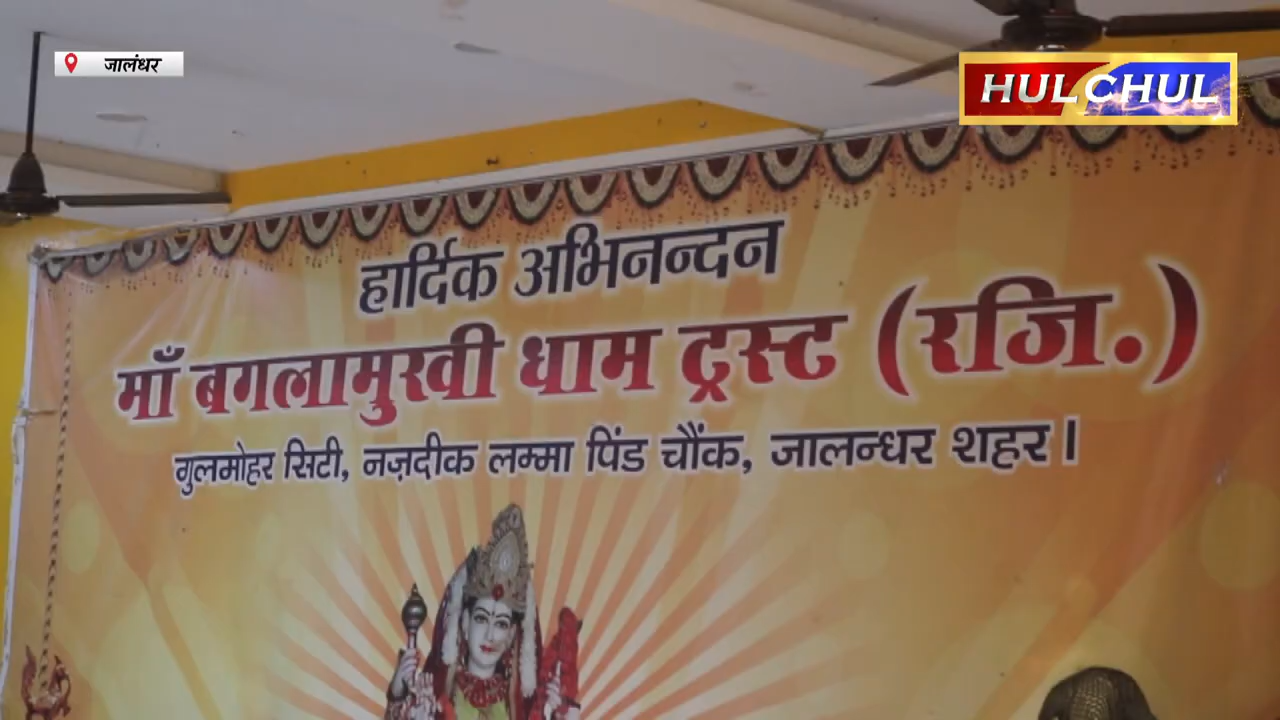 जालंधर
HULCHUL
हार्दिक अभिनन्दन
माँ बगलामुखी धाम ट्रस्ट (रजि.)
गुलमोहर सिटी, नज़दीक लम्मा पिंड चौंक, जालन्धर शहर।